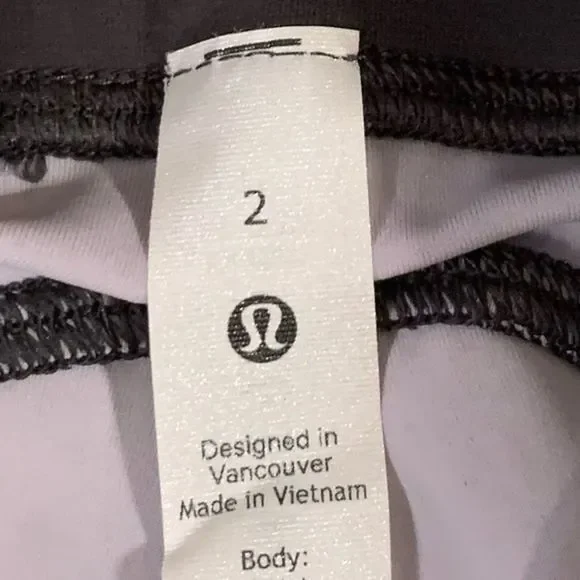 2
Designed in
Vancouver
Made in Vietnam
Body: